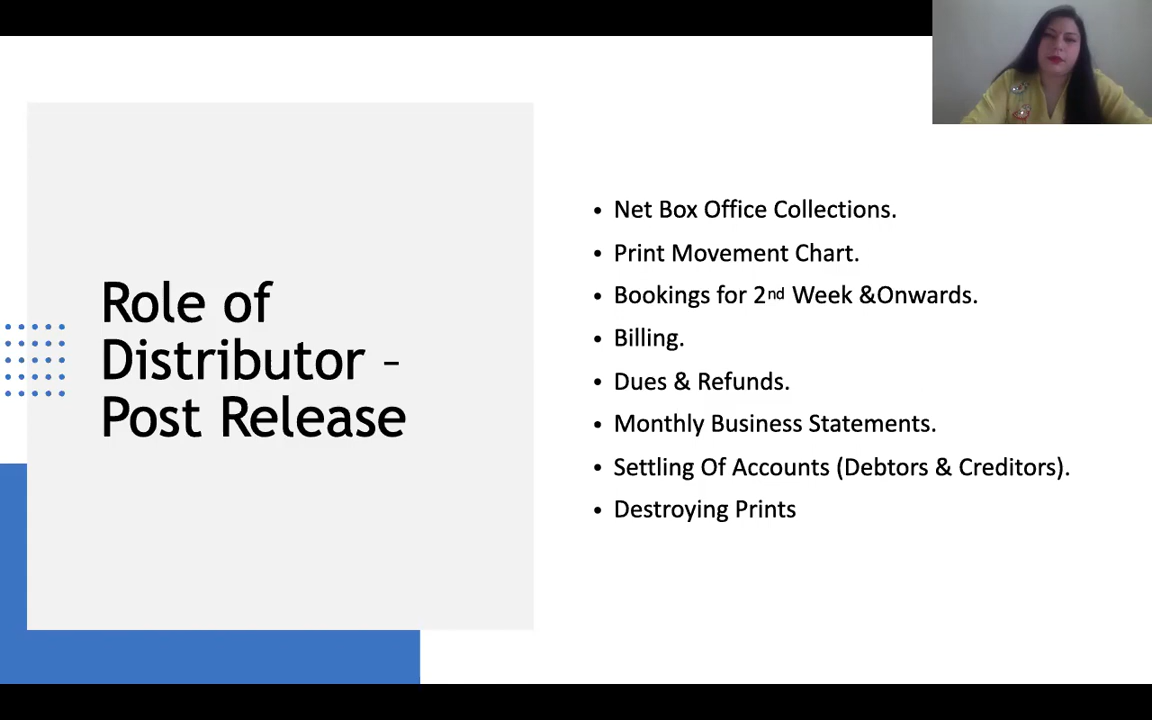 Role of
Distributor –
Post Release
• Net Box Office Collections.
• Print Movement Chart.
• Bookings for 2nd Week &Onwards.
• Billing.
• Dues & Refunds.
• Monthly Business Statements.
• Settling Of Accounts (Debtors & Creditors).
• Destroying Prints